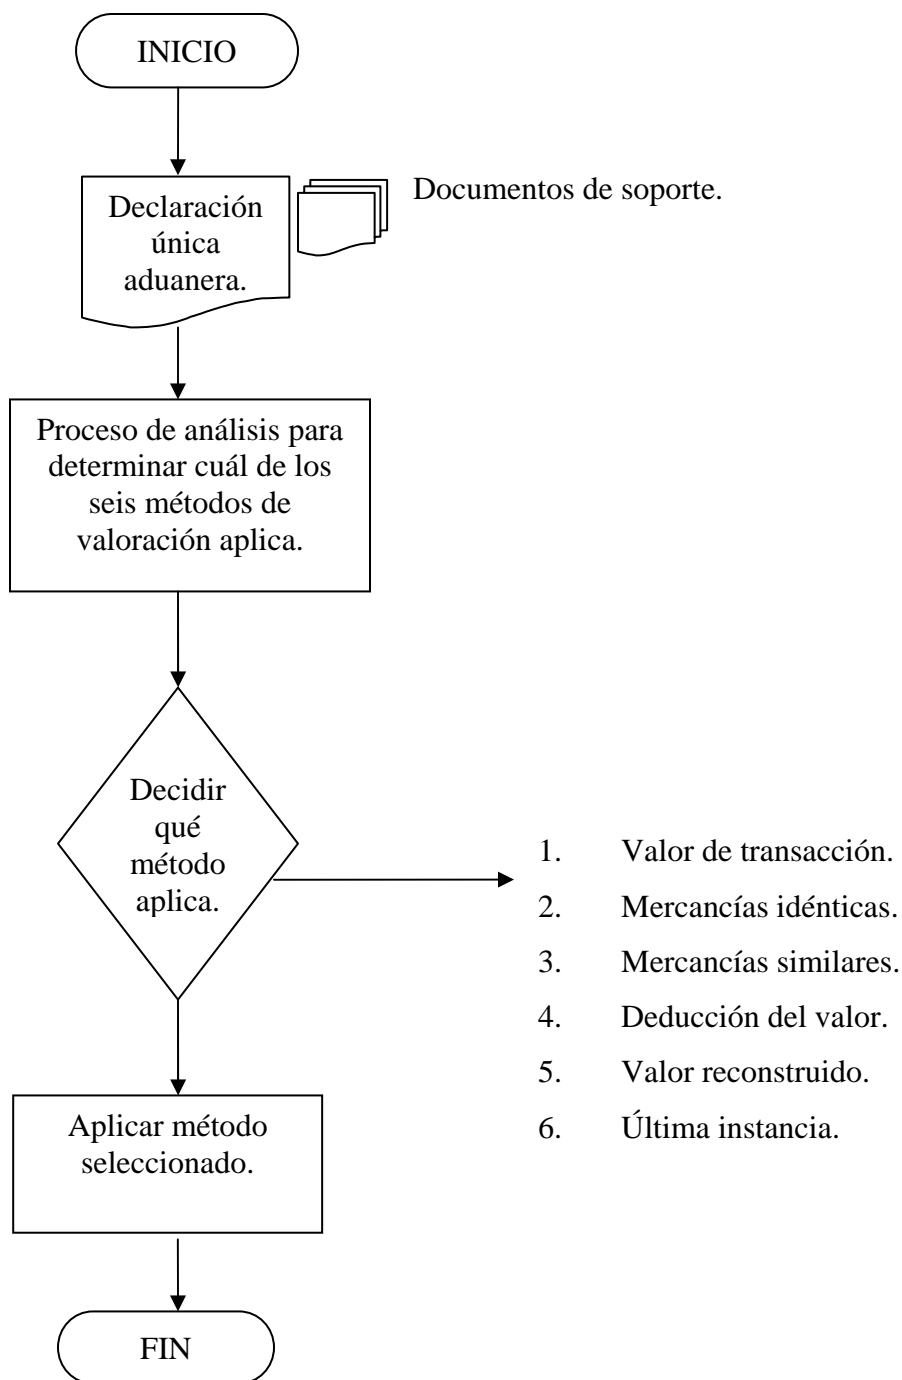 INICIO
Declaración
única
aduanera.
Documentos de soporte.
Proceso de análisis para
determinar cuál de los
seis métodos de
valoración aplica.
Decidir
qué
método
aplica.
1. Valor de transacción.
2. Mercancías idénticas.
3. Mercancías similares.
4. Deducción del valor.
5. Valor reconstruido.
6. Última instancia.
Aplicar método
seleccionado.
FIN